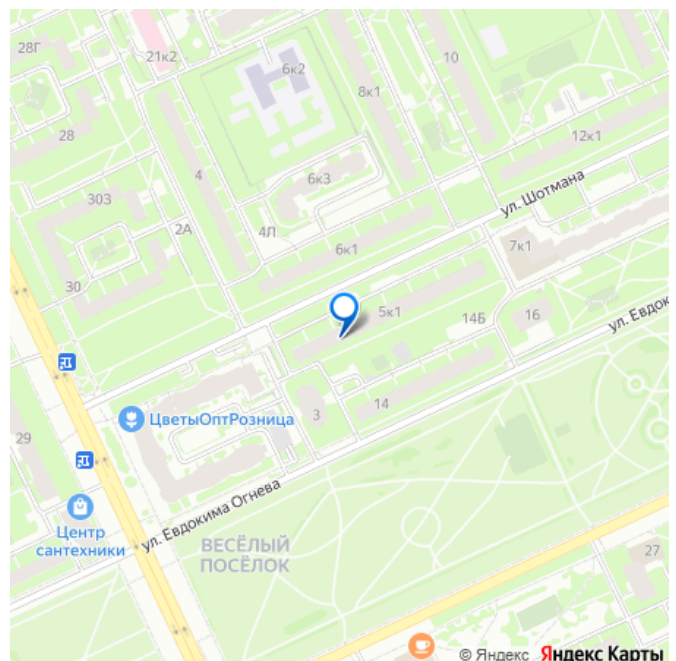 28Г
21к2
6к2
10
8к1
28
12к1
4
6к3
303
ул. Шотмана
2А
4Л
7к1
6к1
30
5к1
14Б
16
ул. Евдок
14
3
ЦветыОптРозница
29
ул. Евдокима Огнева
Центр
сантехники
ВЕСЁЛЫЙ
ПОСЁЛОК
27
© Яндекс Яндекс Карты